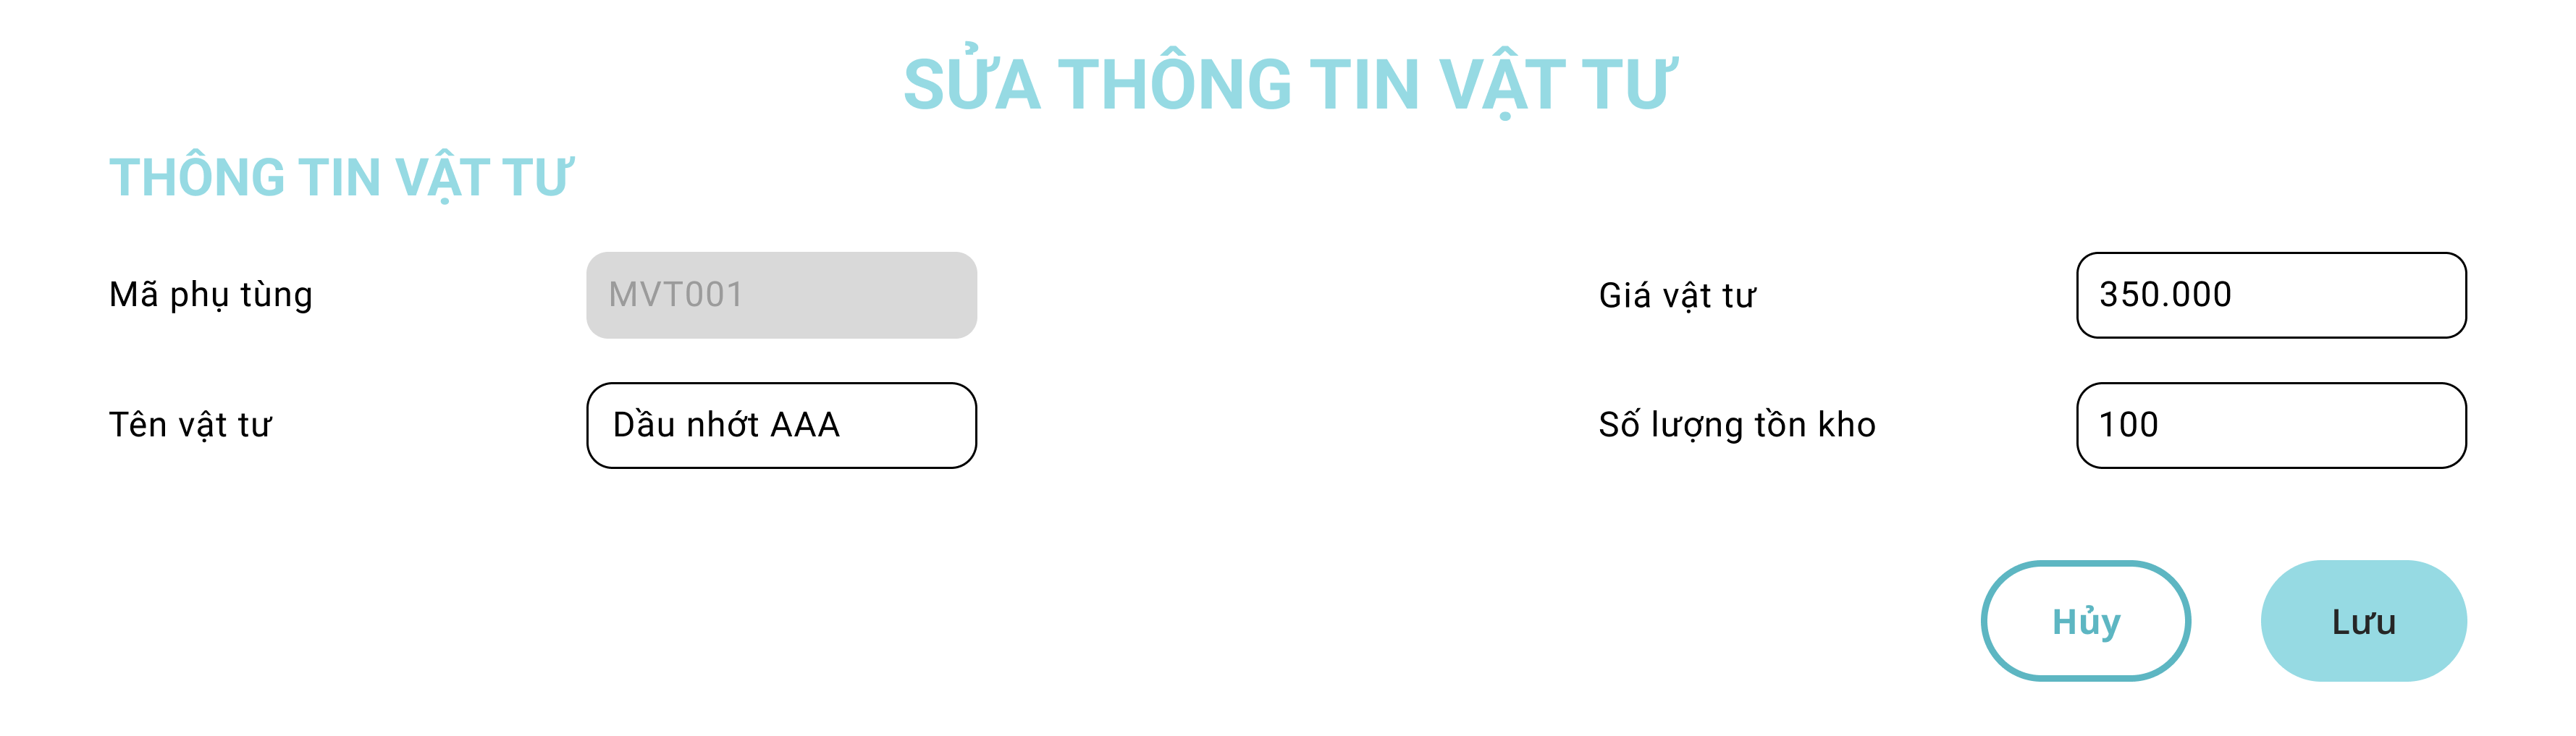 SỬA THÔNG TIN VẬT TƯ
THÔNG TIN VẬT TƯ
Mã phụ tùng MVT001 Giá vật tư 350.000
Tên vật tư Dầu nhớt AAA Số lượng tồn kho 100
Hủy Lưu